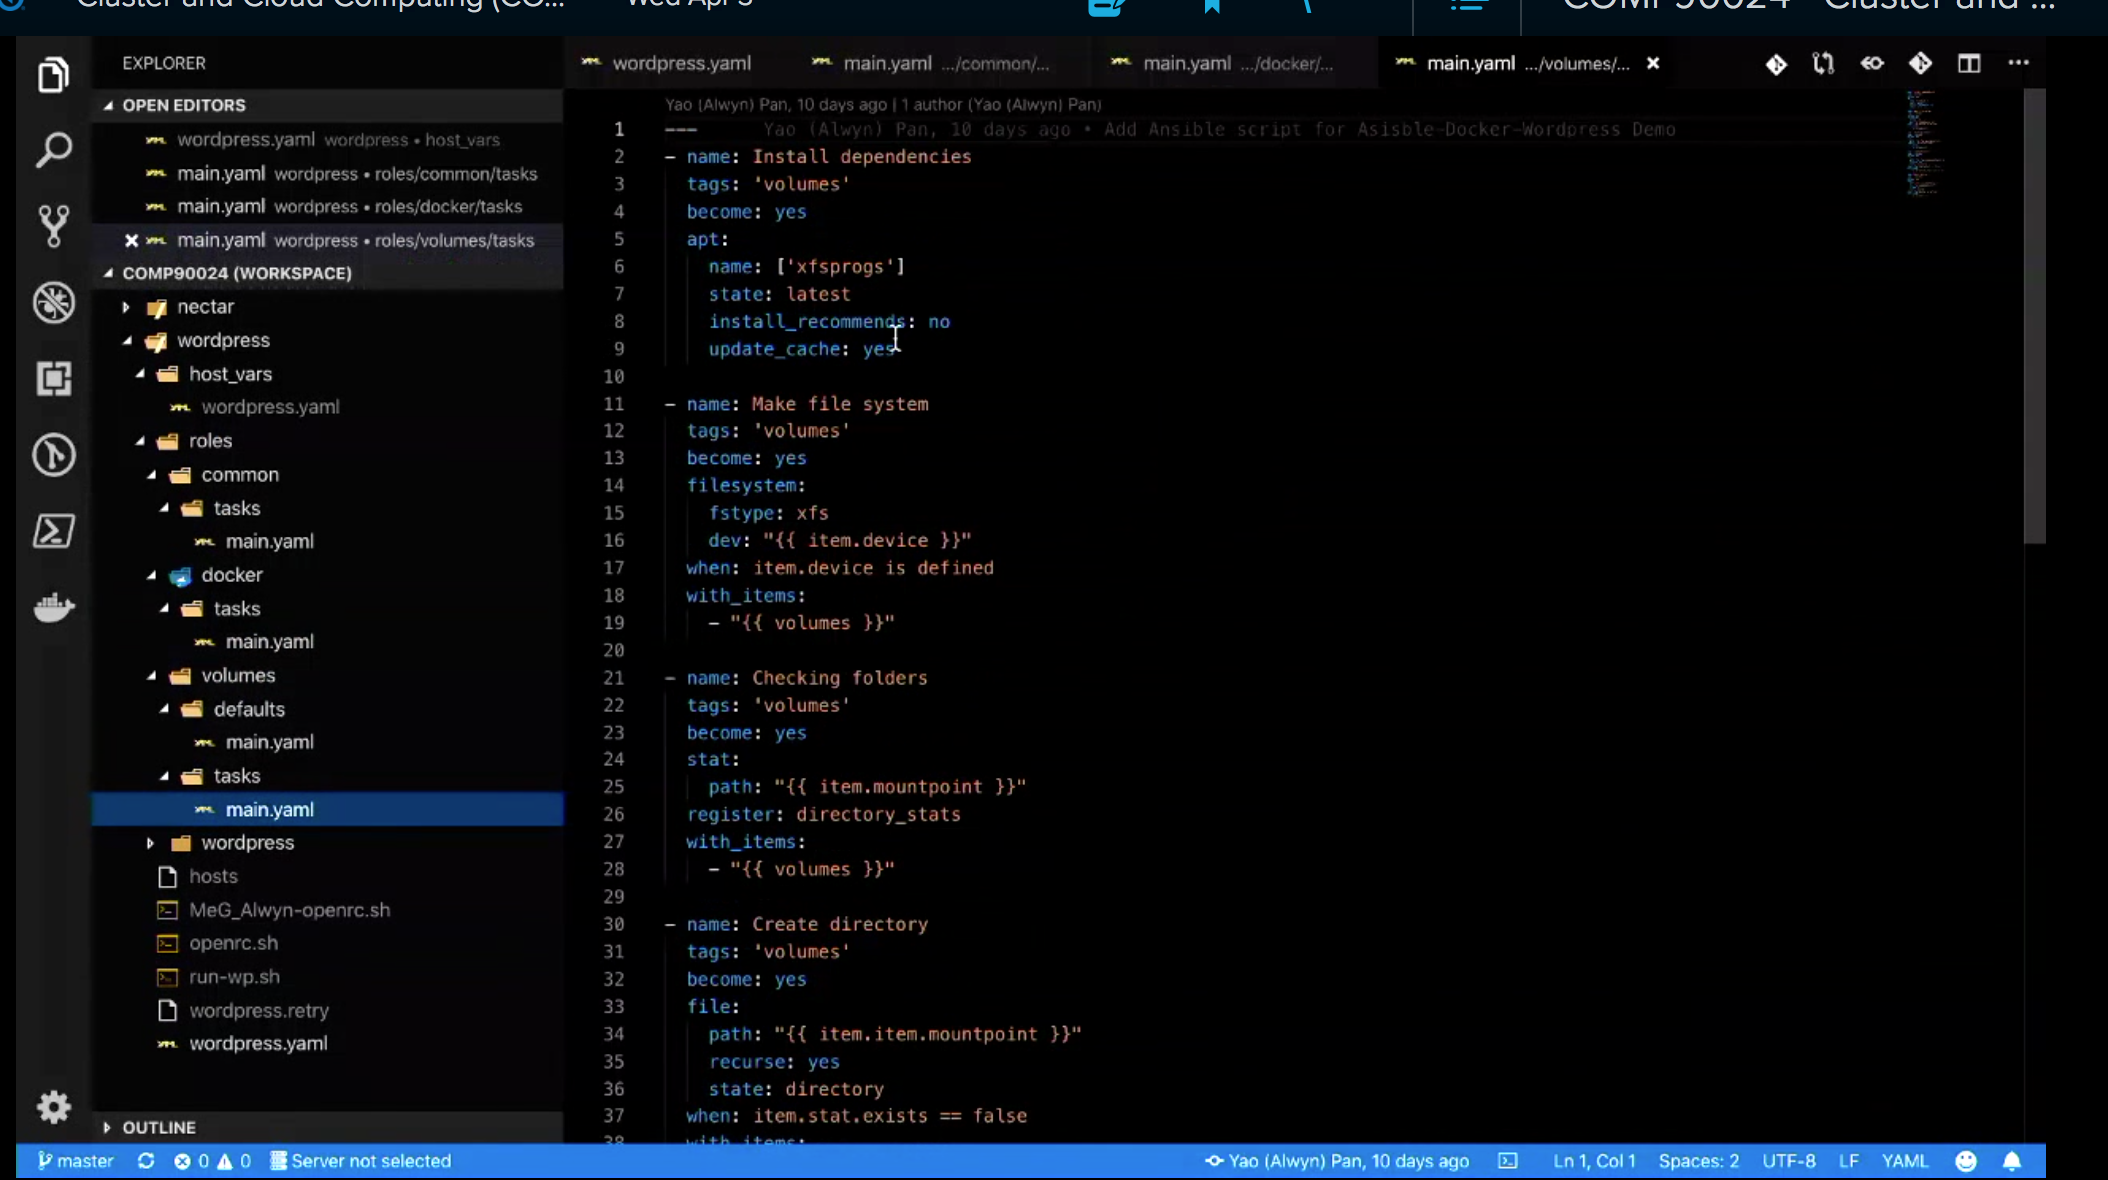 Cluster and Cloud Computing (CO...
Wed Apr 3
COMP90024 - Cluster and ...
EXPLORER
OPEN EDITORS
wordpress.yaml wordpress • host_vars
main.yaml wordpress • roles/common/tasks
main.yaml wordpress • roles/docker/tasks
main.yaml wordpress • roles/volumes/tasks
COMP90024 (WORKSPACE)
nectar
wordpress
host_vars
wordpress.yaml
roles
common
tasks
main.yaml
docker
tasks
main.yaml
volumes
defaults
main.yaml
tasks
main.yaml
wordpress
hosts
MeG_Alwyn-openrc.sh
openrc.sh
run-wp.sh
wordpress.retry
wordpress.yaml
OUTLINE
wordpress.yaml
main.yaml .../common/...
main.yaml .../docker/...
main.yaml .../volumes/...
Yao (Alwyn) Pan, 10 days ago | 1 author (Yao (Alwyn) Pan)
1 --- Yao (Alwyn) Pan, 10 days ago • Add Ansible script for Asisble-Docker-Wordpress Demo
2 - name: Install dependencies
3 tags: 'volumes'
4 become: yes
5 apt:
6 name: ['xfsprogs']
7 state: latest
8 install_recommends: no
9 update_cache: yes
10
11 - name: Make file system
12 tags: 'volumes'
13 become: yes
14 filesystem:
15 fstype: xfs
16 dev: "{{ item.device }}"
17 when: item.device is defined
18 with_items:
19 - "{{ volumes }}"
20
21 - name: Checking folders
22 tags: 'volumes'
23 become: yes
24 stat:
25 path: "{{ item.mountpoint }}"
26 register: directory_stats
27 with_items:
28 - "{{ volumes }}"
29
30 - name: Create directory
31 tags: 'volumes'
32 become: yes
33 file:
34 path: "{{ item.item.mountpoint }}"
35 recurse: yes
36 state: directory
37 when: item.stat.exists == false
38 with_items:
master
0 0
Server not selected
Yao (Alwyn) Pan, 10 days ago
Ln 1, Col 1
Spaces: 2
UTF-8
LF
YAML